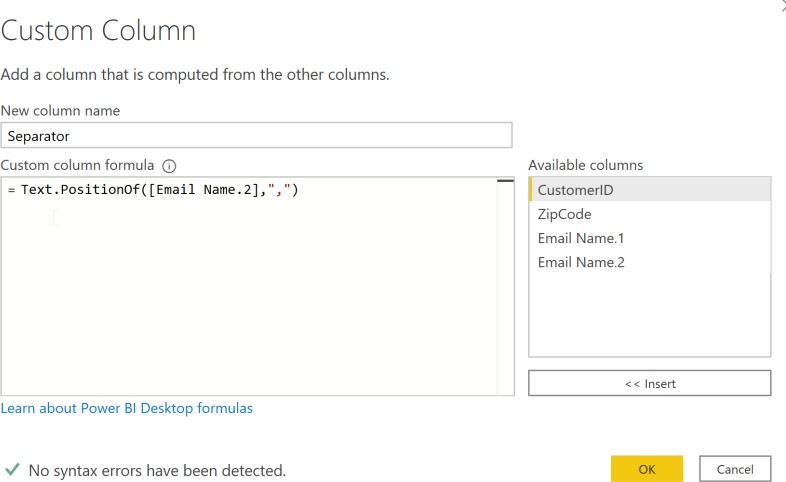 Custom Column
Add a column that is computed from the other columns.
New column name
Separator
Custom column formula
Available columns
= Text.PositionOf([Email Name.2],",")
CustomerID
ZipCode
Email Name.1
Email Name.2
<< Insert
Learn about Power BI Desktop formulas
No syntax errors have been detected.
OK
Cancel